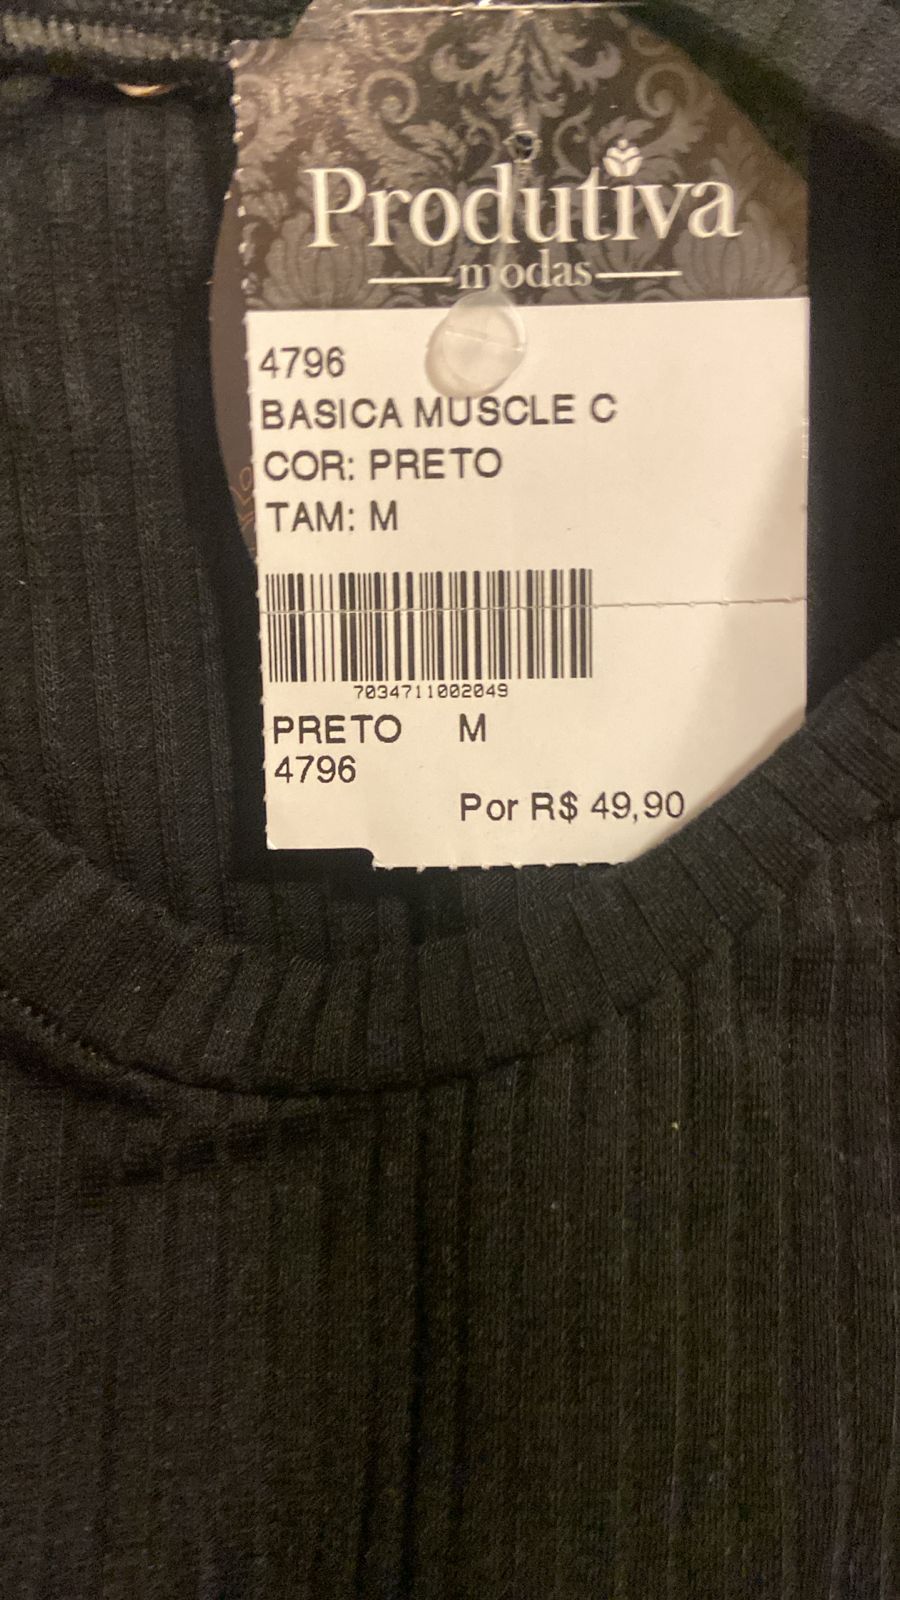 Produtiva
modas
4796
BASICA MUSCLE C
COR: PRETO
TAM: M
7034711002049
PRETO M
4796
Por R$ 49,90